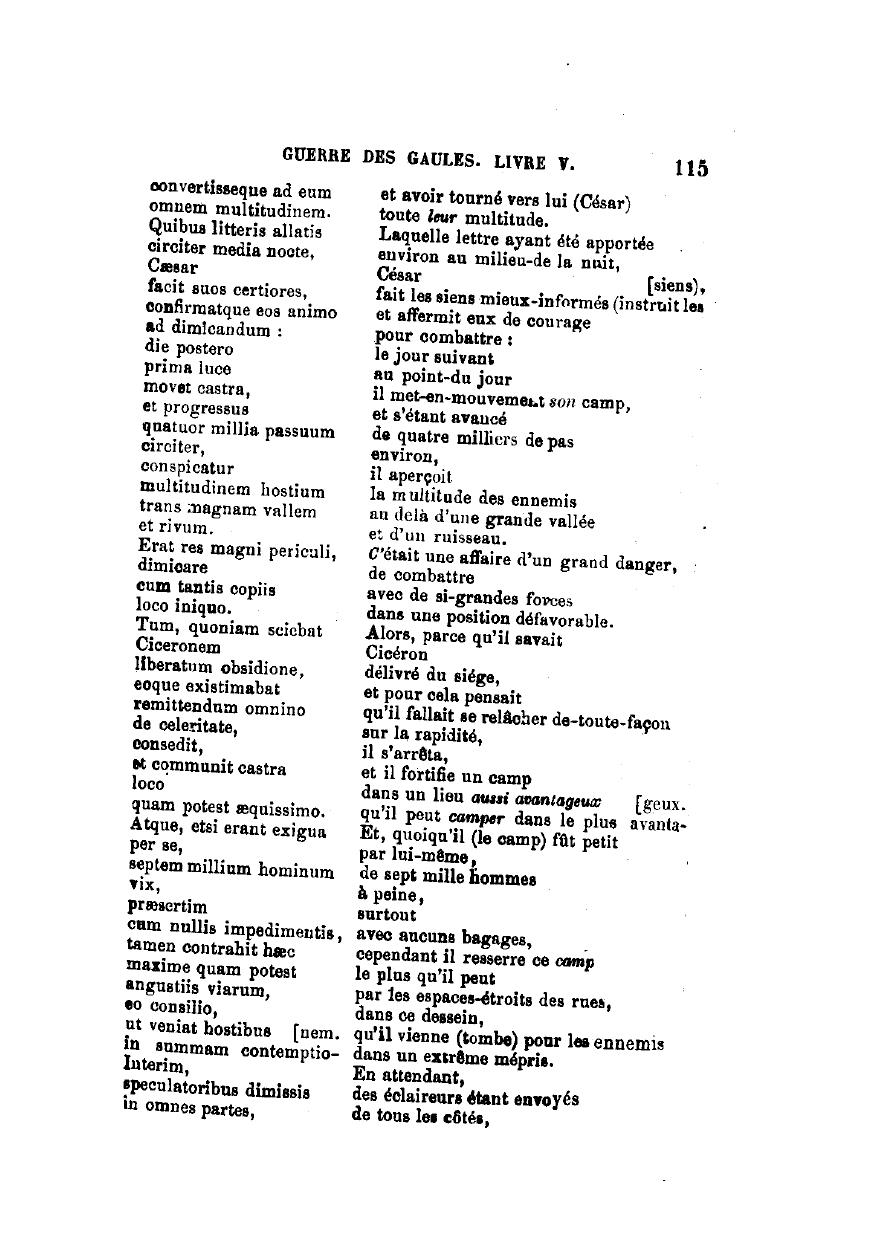 GUERRE DES GAULES. LIVRE V. 115
convertisseque ad eum
omnem multitudinem.
Quibus litteris allatis
circiter media nocte,
Cæsar
facit suos certiores,
confirmatque eos animo
ad dimicandum :
die postero
prima luce
movet castra,
et progressus
quatuor millia passuum
circiter,
conspicatur
multitudinem hostium
trans magnam vallem
et rivum.
Erat res magni periculi,
dimicare
cum tantis copiis
loco iniquo.
Tum, quoniam sciebat
Ciceronem
liberatum obsidione,
eoque existimabat
remittendum omnino
de celeritate,
consedit,
et communit castra
loco
quam potest æquissimo.
Atque, etsi erant exigua
per se,
septem millium hominum
vix,
præsertim
cum nullis impedimentis,
tamen contrahit hæc
maxime quam potest
angustiis viarum,
eo consilio,
ut veniat hostibus [nem.
in summam contemptio-
Interim,
speculatoribus dimissis
in omnes partes,
et avoir tourné vers lui (César)
toute leur multitude.
Laquelle lettre ayant été apportée
environ au milieu-de la nuit,
César [siens),
fait les siens mieux-informés (instruit les
et affermit eux de courage
pour combattre :
le jour suivant
au point-du jour
il met-en-mouvement son camp,
et s'étant avancé
de quatre milliers de pas
environ,
il aperçoit
la multitude des ennemis
au delà d'une grande vallée
et d'un ruisseau.
C'était une affaire d'un grand danger,
de combattre
avec de si-grandes forces
dans une position défavorable.
Alors, parce qu'il savait
Cicéron
délivré du siége,
et pour cela pensait
qu'il fallait se relâcher de-toute-façon
sur la rapidité,
il s'arrêta,
et il fortifie un camp
dans un lieu aussi avantageux [geux.
qu'il peut camper dans le plus avanta-
Et, quoiqu'il (le camp) fût petit
par lui-même,
de sept mille hommes
à peine,
surtout
avec aucuns bagages,
cependant il resserre ce camp
le plus qu'il peut
par les espaces-étroits des rues,
dans ce dessein,
qu'il vienne (tombe) pour les ennemis
dans un extrême mépris.
En attendant,
des éclaireurs étant envoyés
de tous les côtés,